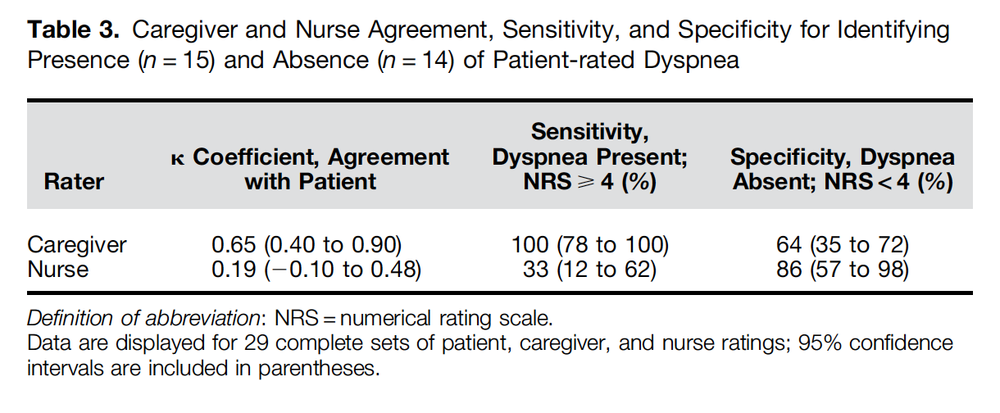 Table 3. Caregiver and Nurse Agreement, Sensitivity, and Specificity for Identifying
Presence (n = 15) and Absence (n = 14) of Patient-rated Dyspnea
Rater
κ Coefficient, Agreement
with Patient
Sensitivity,
Dyspnea Present;
NRS ⩾ 4 (%)
Specificity, Dyspnea
Absent; NRS < 4 (%)
Caregiver 0.65 (0.40 to 0.90) 100 (78 to 100) 64 (35 to 72)
Nurse 0.19 (−0.10 to 0.48) 33 (12 to 62) 86 (57 to 98)
Definition of abbreviation: NRS = numerical rating scale.
Data are displayed for 29 complete sets of patient, caregiver, and nurse ratings; 95% confidence
intervals are included in parentheses.